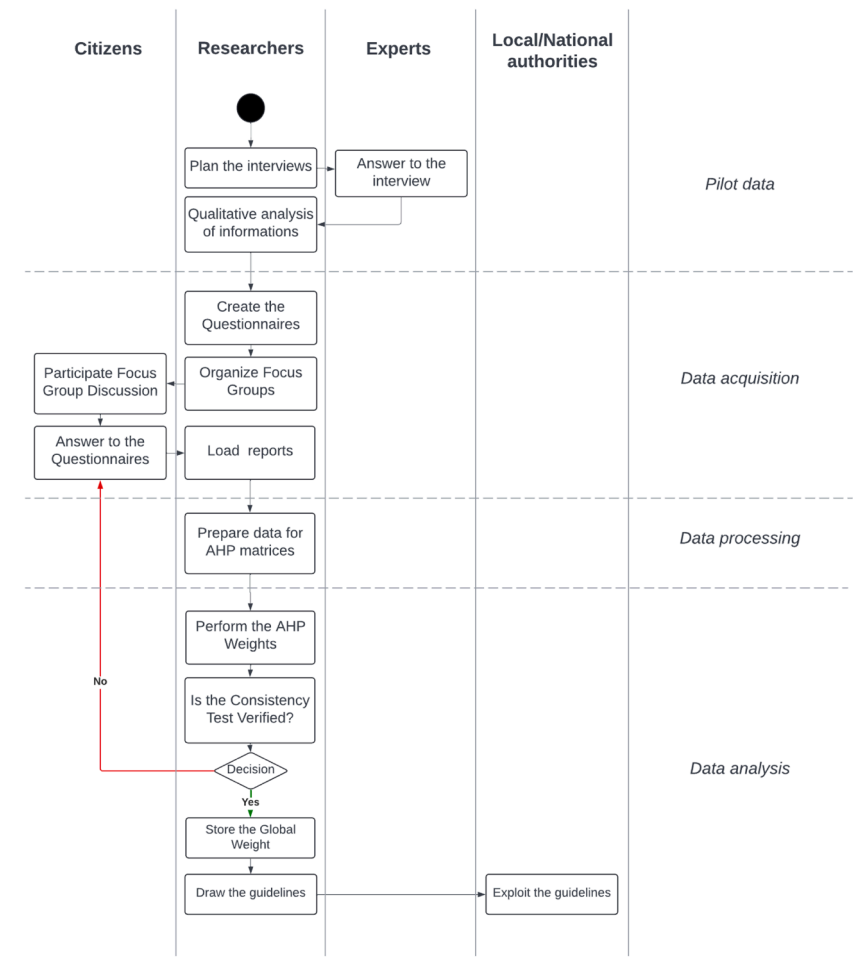 Citizens
Researchers
Experts
Local/National
authorities
Plan the interviews
Answer to the
interview
Pilot data
Qualitative analysis
of informations
Create the
Questionnaires
Participate Focus
Group Discussion
Organize Focus
Groups
Data acquisition
Answer to the
Questionnaires
Load reports
Prepare data for
AHP matrices
Data processing
Perform the AHP
Weights
No
Is the Consistency
Test Verified?
Decision
Data analysis
Yes
Store the Global
Weight
Draw the guidelines
Exploit the guidelines